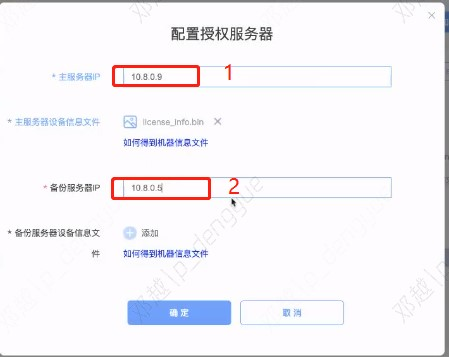 配置授权服务器
* 主服务器IP
10.8.0.9
1
* 主服务器设备信息文件
license_info.bin
如何得到机器信息文件
* 备份服务器IP
10.8.0.5
2
* 备份服务器设备信息文
件
添加
如何得到机器信息文件
确 定
取 消
邓越|p_dengyue